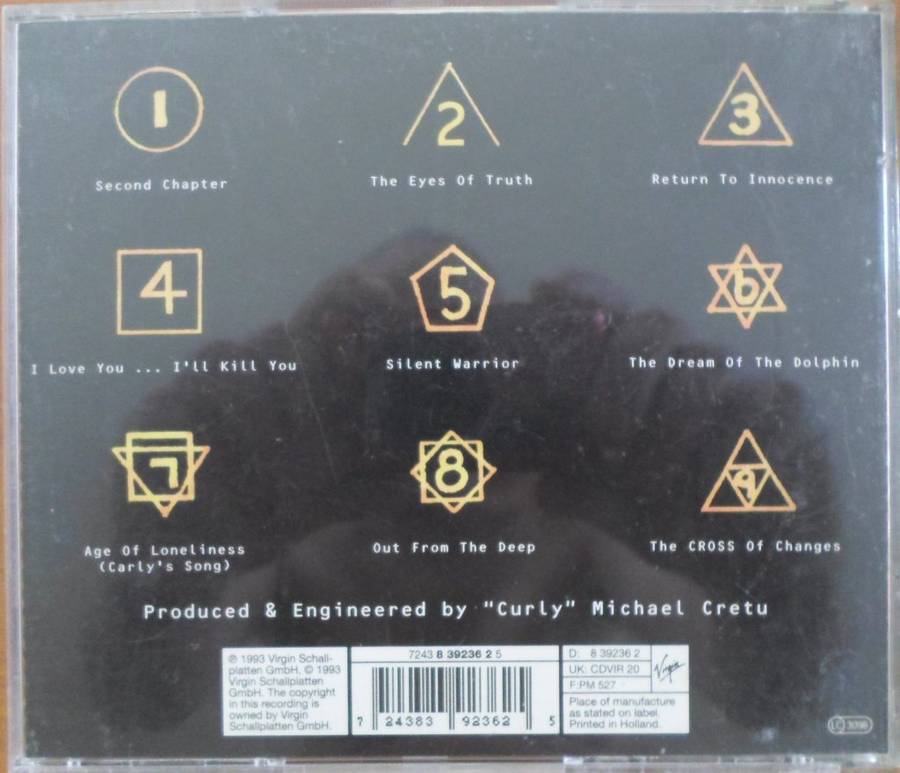 1 2 3
Second Chapter The Eyes Of Truth Return To Innocence
4 5 6
I Love You ... I'll Kill You Silent Warrior The Dream Of The Dolphin
7 8 9
Age Of Loneliness Out From The Deep The CROSS Of Changes
(Carly's Song)
Produced & Engineered by "Curly" Michael Cretu
℗ 1993 Virgin Schall-
platten GmbH, © 1993
Virgin Schallplatten
GmbH. The copyright
in this recording is
owned by Virgin
Schallplatten GmbH.
7243 8 39236 2 5
7 24383 92362 5
D: 8 39236 2
UK: CDVIR 20
F:PM 527
Virgin
Place of manufacture
as stated on label.
Printed in Holland.
LC 3098